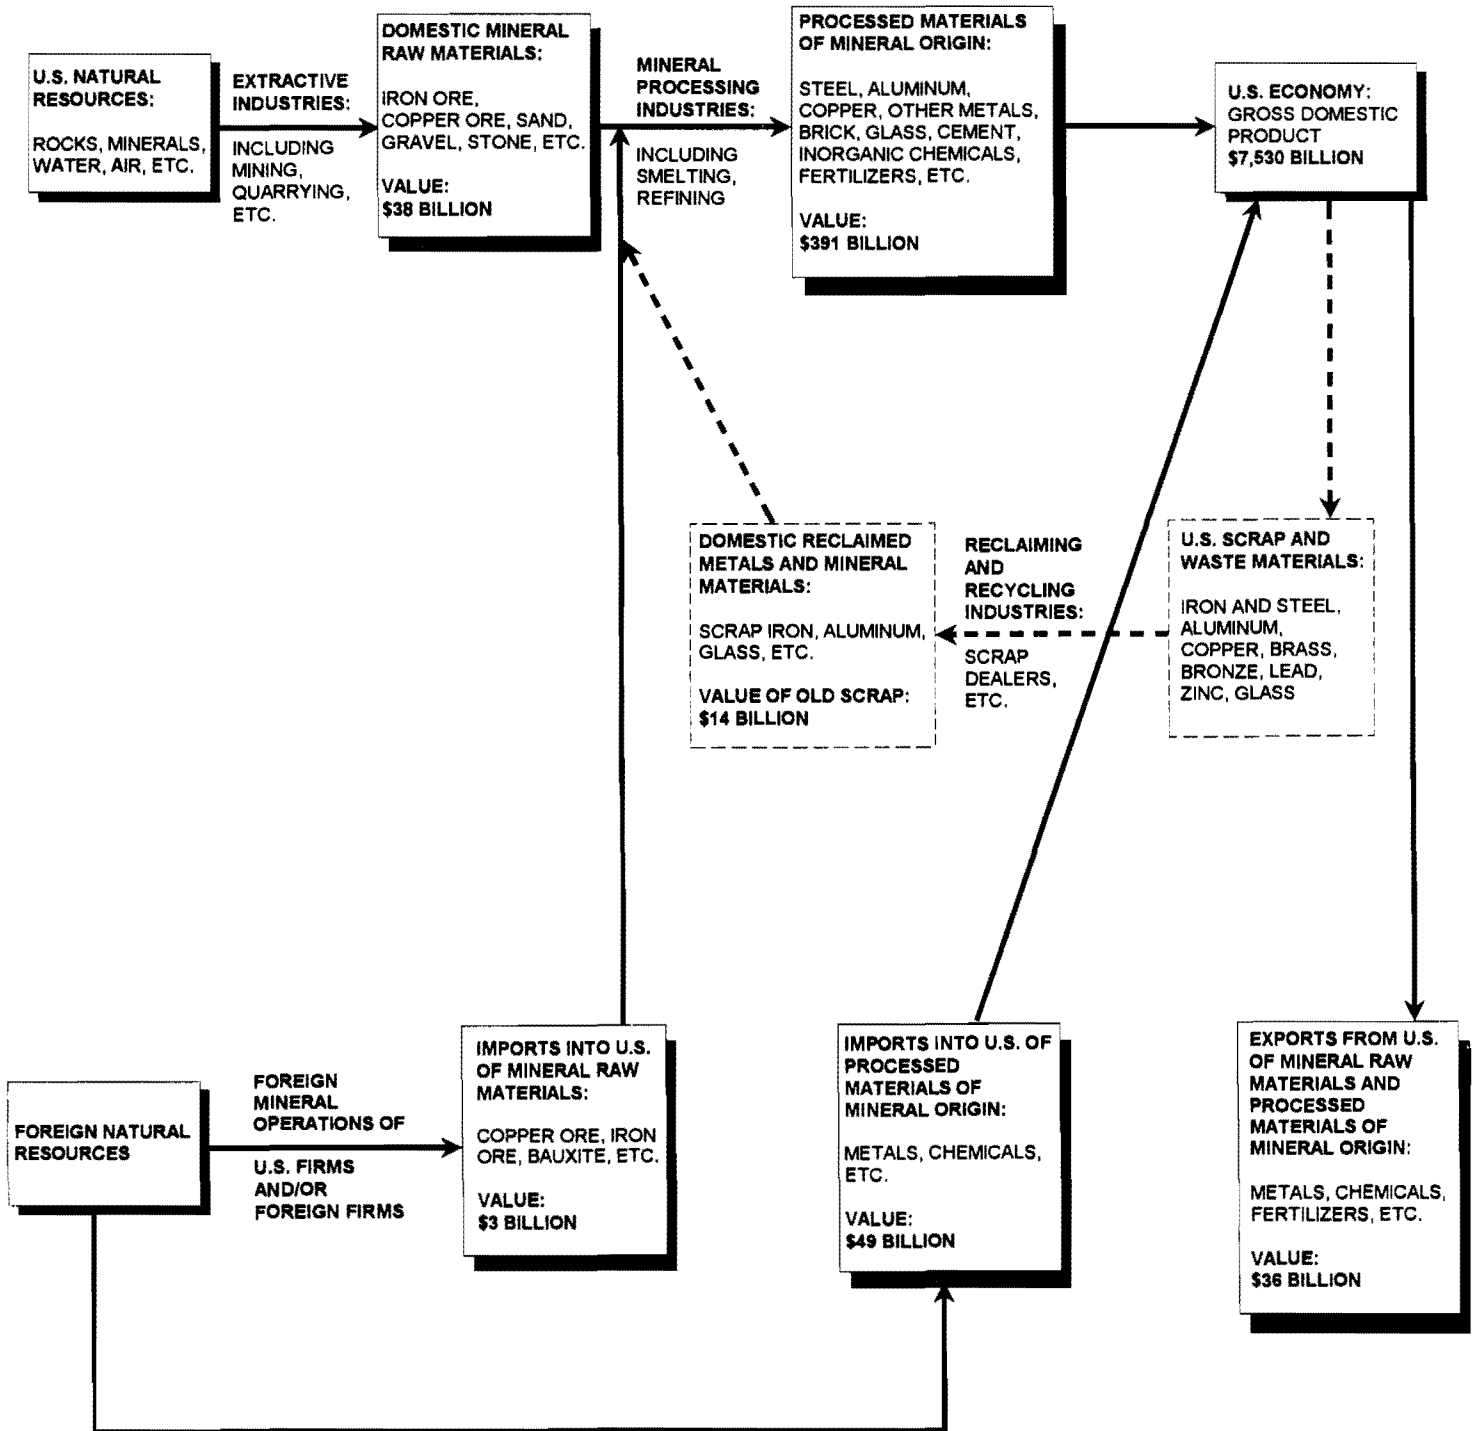 U.S. NATURAL
RESOURCES:
ROCKS, MINERALS,
WATER, AIR, ETC.
EXTRACTIVE
INDUSTRIES:
INCLUDING
MINING,
QUARRYING,
ETC.
DOMESTIC MINERAL
RAW MATERIALS:
IRON ORE,
COPPER ORE, SAND,
GRAVEL, STONE, ETC.
VALUE:
$38 BILLION
MINERAL
PROCESSING
INDUSTRIES:
INCLUDING
SMELTING,
REFINING
PROCESSED MATERIALS
OF MINERAL ORIGIN:
STEEL, ALUMINUM,
COPPER, OTHER METALS,
BRICK, GLASS, CEMENT,
INORGANIC CHEMICALS,
FERTILIZERS, ETC.
VALUE:
$391 BILLION
U.S. ECONOMY:
GROSS DOMESTIC
PRODUCT
$7,530 BILLION
DOMESTIC RECLAIMED
METALS AND MINERAL
MATERIALS:
SCRAP IRON, ALUMINUM,
GLASS, ETC.
VALUE OF OLD SCRAP:
$14 BILLION
RECLAIMING
AND
RECYCLING
INDUSTRIES:
SCRAP
DEALERS,
ETC.
U.S. SCRAP AND
WASTE MATERIALS:
IRON AND STEEL,
ALUMINUM,
COPPER, BRASS,
BRONZE, LEAD,
ZINC, GLASS
FOREIGN NATURAL
RESOURCES
FOREIGN
MINERAL
OPERATIONS OF
U.S. FIRMS
AND/OR
FOREIGN FIRMS
IMPORTS INTO U.S.
OF MINERAL RAW
MATERIALS:
COPPER ORE, IRON
ORE, BAUXITE, ETC.
VALUE:
$3 BILLION
IMPORTS INTO U.S. OF
PROCESSED
MATERIALS OF
MINERAL ORIGIN:
METALS, CHEMICALS,
ETC.
VALUE:
$49 BILLION
EXPORTS FROM U.S.
OF MINERAL RAW
MATERIALS AND
PROCESSED
MATERIALS OF
MINERAL ORIGIN:
METALS, CHEMICALS,
FERTILIZERS, ETC.
VALUE:
$36 BILLION